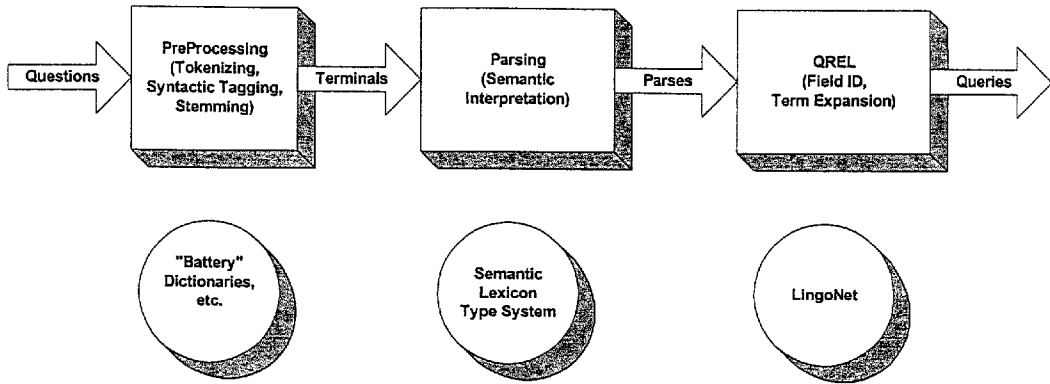 Questions
PreProcessing
(Tokenizing,
Syntactic Tagging,
Stemming)
Terminals
Parsing
(Semantic
Interpretation)
Parses
QREL
(Field ID,
Term Expansion)
Queries
"Battery"
Dictionaries,
etc.
Semantic
Lexicon
Type System
LingoNet